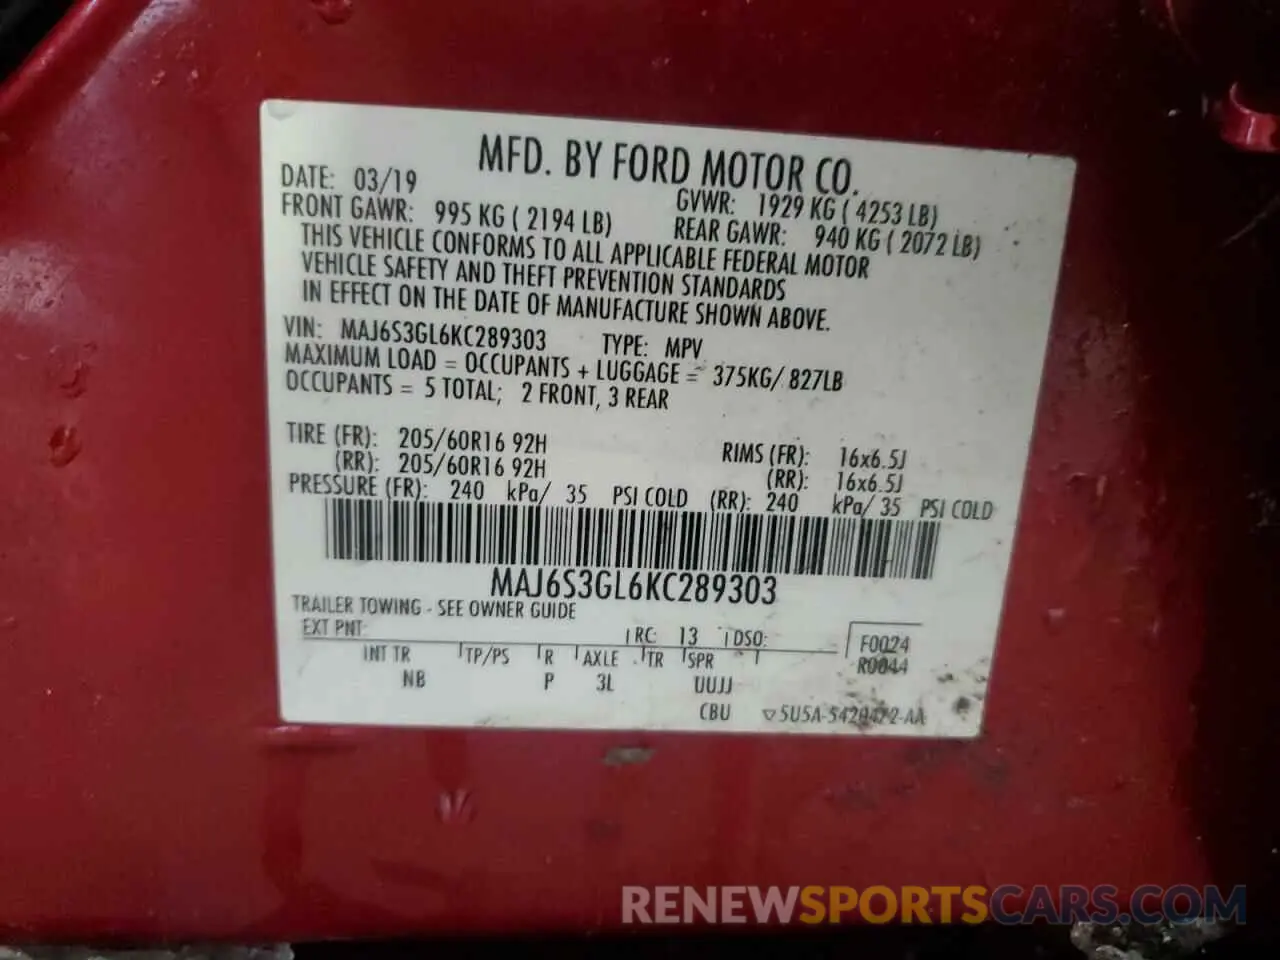 MFD. BY FORD MOTOR CO.
DATE: 03/19 GVWR: 1929 KG ( 4253 LB)
FRONT GAWR: 995 KG ( 2194 LB) REAR GAWR: 940 KG ( 2072 LB)
THIS VEHICLE CONFORMS TO ALL APPLICABLE FEDERAL MOTOR
VEHICLE SAFETY AND THEFT PREVENTION STANDARDS
IN EFFECT ON THE DATE OF MANUFACTURE SHOWN ABOVE.
VIN: MAJ6S3GL6KC289303 TYPE: MPV
MAXIMUM LOAD = OCCUPANTS + LUGGAGE = 375KG/ 827LB
OCCUPANTS = 5 TOTAL; 2 FRONT, 3 REAR
TIRE (FR): 205/60R16 92H RIMS (FR): 16x6.5J
(RR): 205/60R16 92H (RR): 16x6.5J
PRESSURE (FR): 240 kPa/ 35 PSI COLD (RR): 240 kPa/ 35 PSI COLD
MAJ6S3GL6KC289303
TRAILER TOWING - SEE OWNER GUIDE
EXT PNT: RC: 13 DSO: F0024
INT TR TP/PS R AXLE TR SPR R0044
NB P 3L UUJJ
CBU ▽5U5A-5420472-AA
RENEWSPORTSCARS.COM